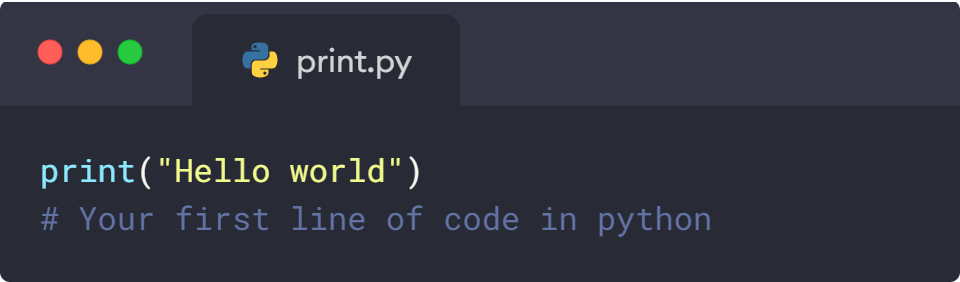 print.py
print("Hello world")
# Your first line of code in python